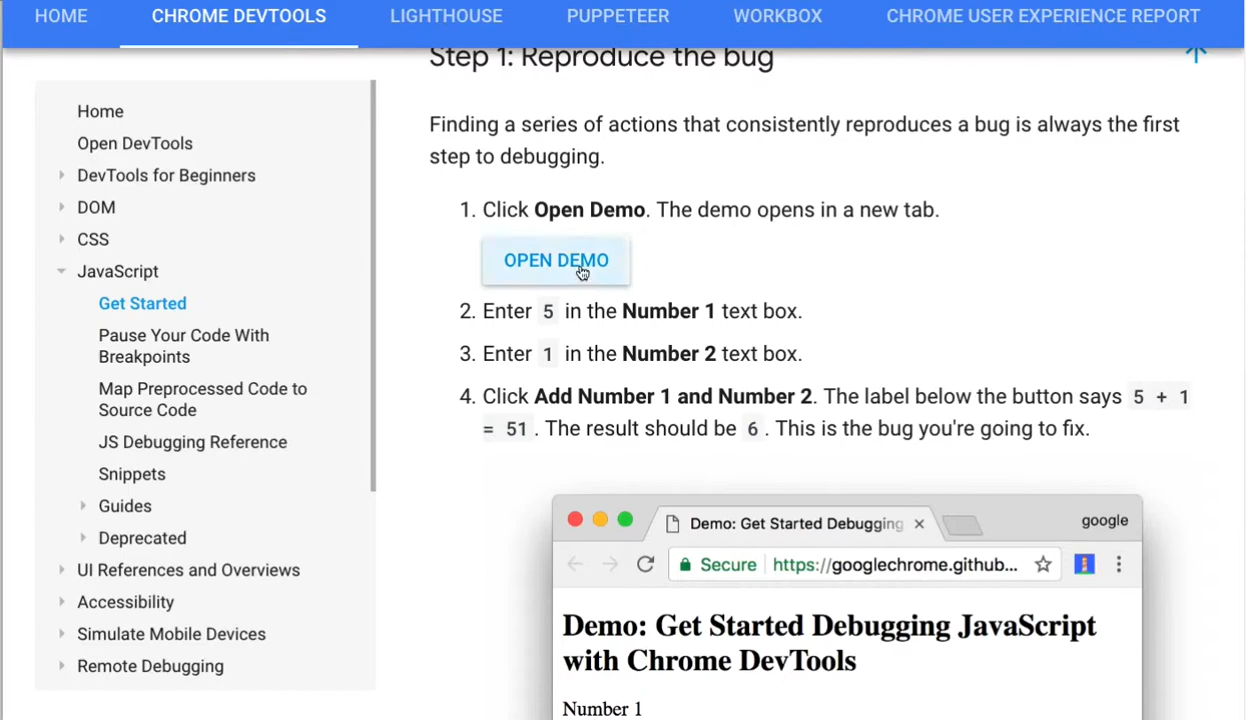 HOME CHROME DEVTOOLS LIGHTHOUSE PUPPETEER WORKBOX CHROME USER EXPERIENCE REPORT
Home
Open DevTools
DevTools for Beginners
DOM
CSS
JavaScript
Get Started
Pause Your Code With
Breakpoints
Map Preprocessed Code to
Source Code
JS Debugging Reference
Snippets
Guides
Deprecated
UI References and Overviews
Accessibility
Simulate Mobile Devices
Remote Debugging
Step 1: Reproduce the bug
Finding a series of actions that consistently reproduces a bug is always the first
step to debugging.
1. Click Open Demo. The demo opens in a new tab.
OPEN DEMO
2. Enter 5 in the Number 1 text box.
3. Enter 1 in the Number 2 text box.
4. Click Add Number 1 and Number 2. The label below the button says 5 + 1
= 51. The result should be 6. This is the bug you're going to fix.
Demo: Get Started Debugging
google
Secure https://googlechrome.github...
Demo: Get Started Debugging JavaScript
with Chrome DevTools
Number 1